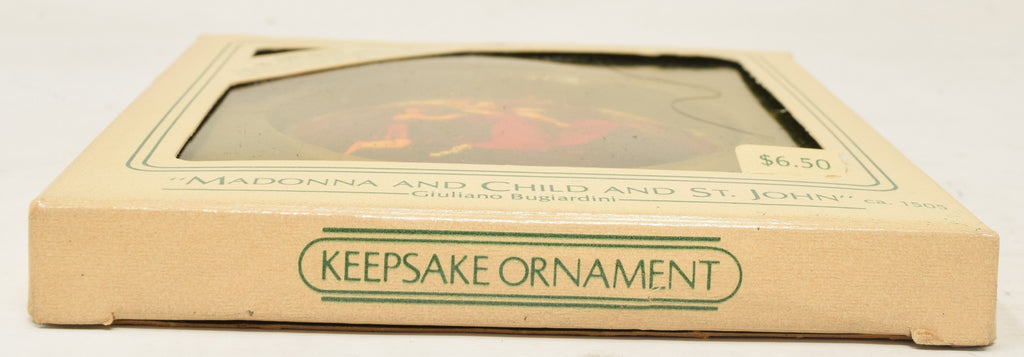 $6.50
"MADONNA AND CHILD AND ST. JOHN" ca. 1505
Giuliano Bugiardini
KEEPSAKE ORNAMENT